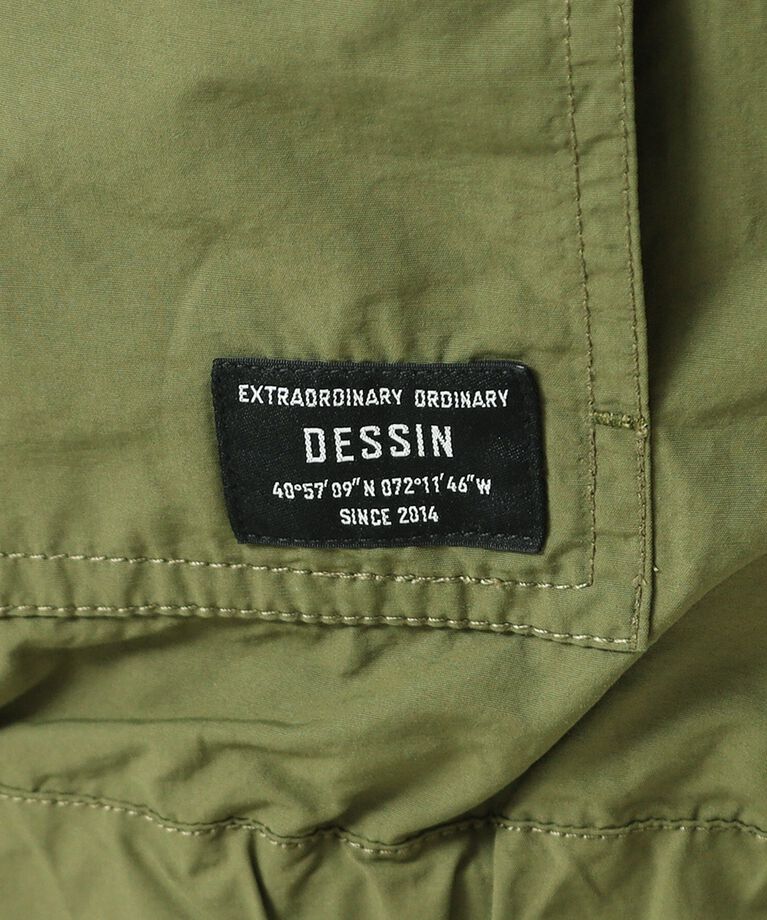 EXTRAORDINARY ORDINARY
DESSIN
40°57'09"N 072°11'46"W
SINCE 2014